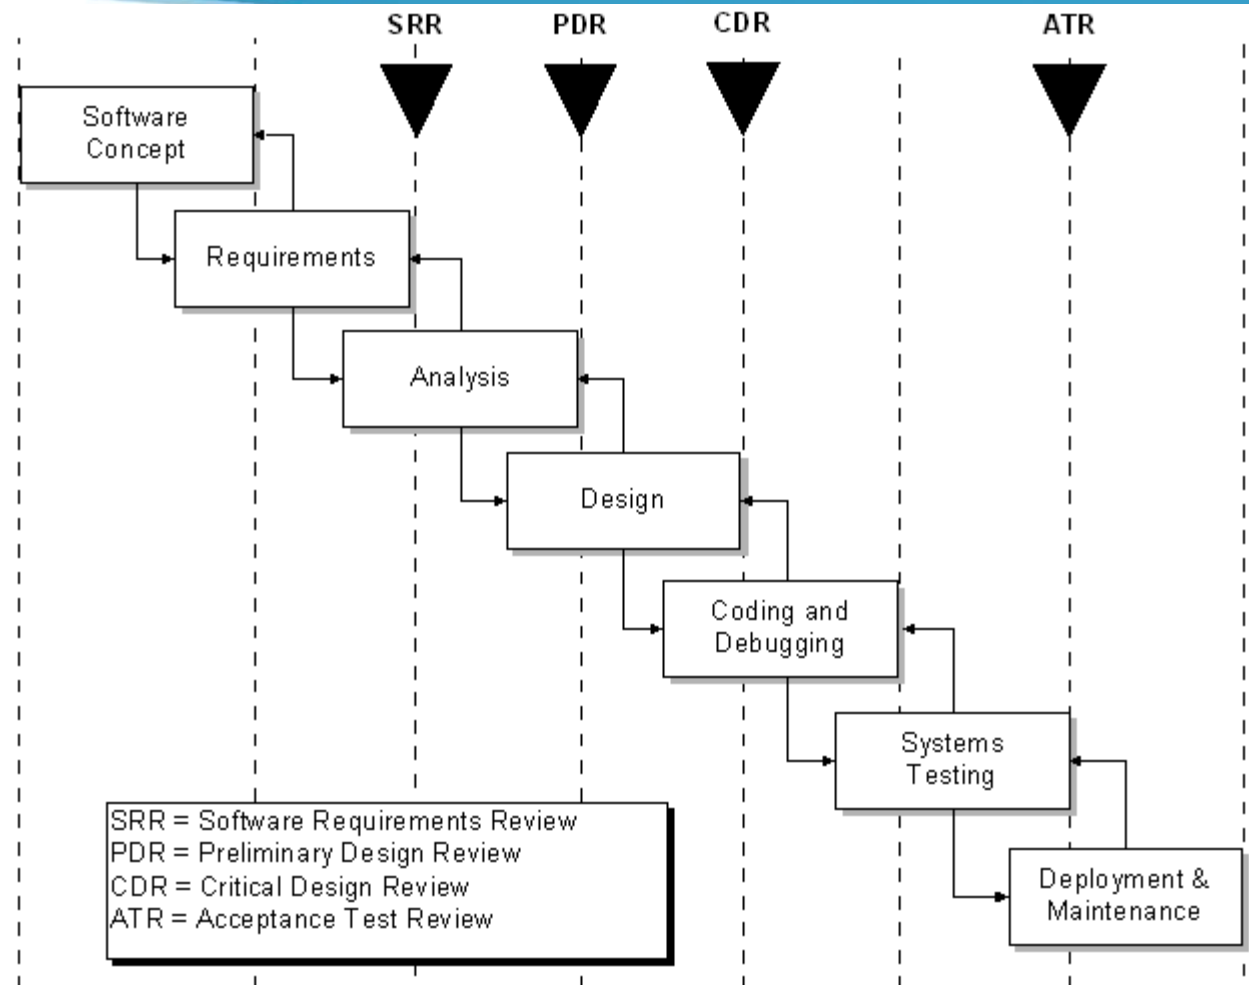 SRR
PDR
CDR
ATR
Software
Concept
Requirements
Analysis
Design
Coding and
Debugging
Systems
Testing
Deployment &
Maintenance
SRR = Software Requirements Review
PDR = Preliminary Design Review
CDR = Critical Design Review
ATR = Acceptance Test Review